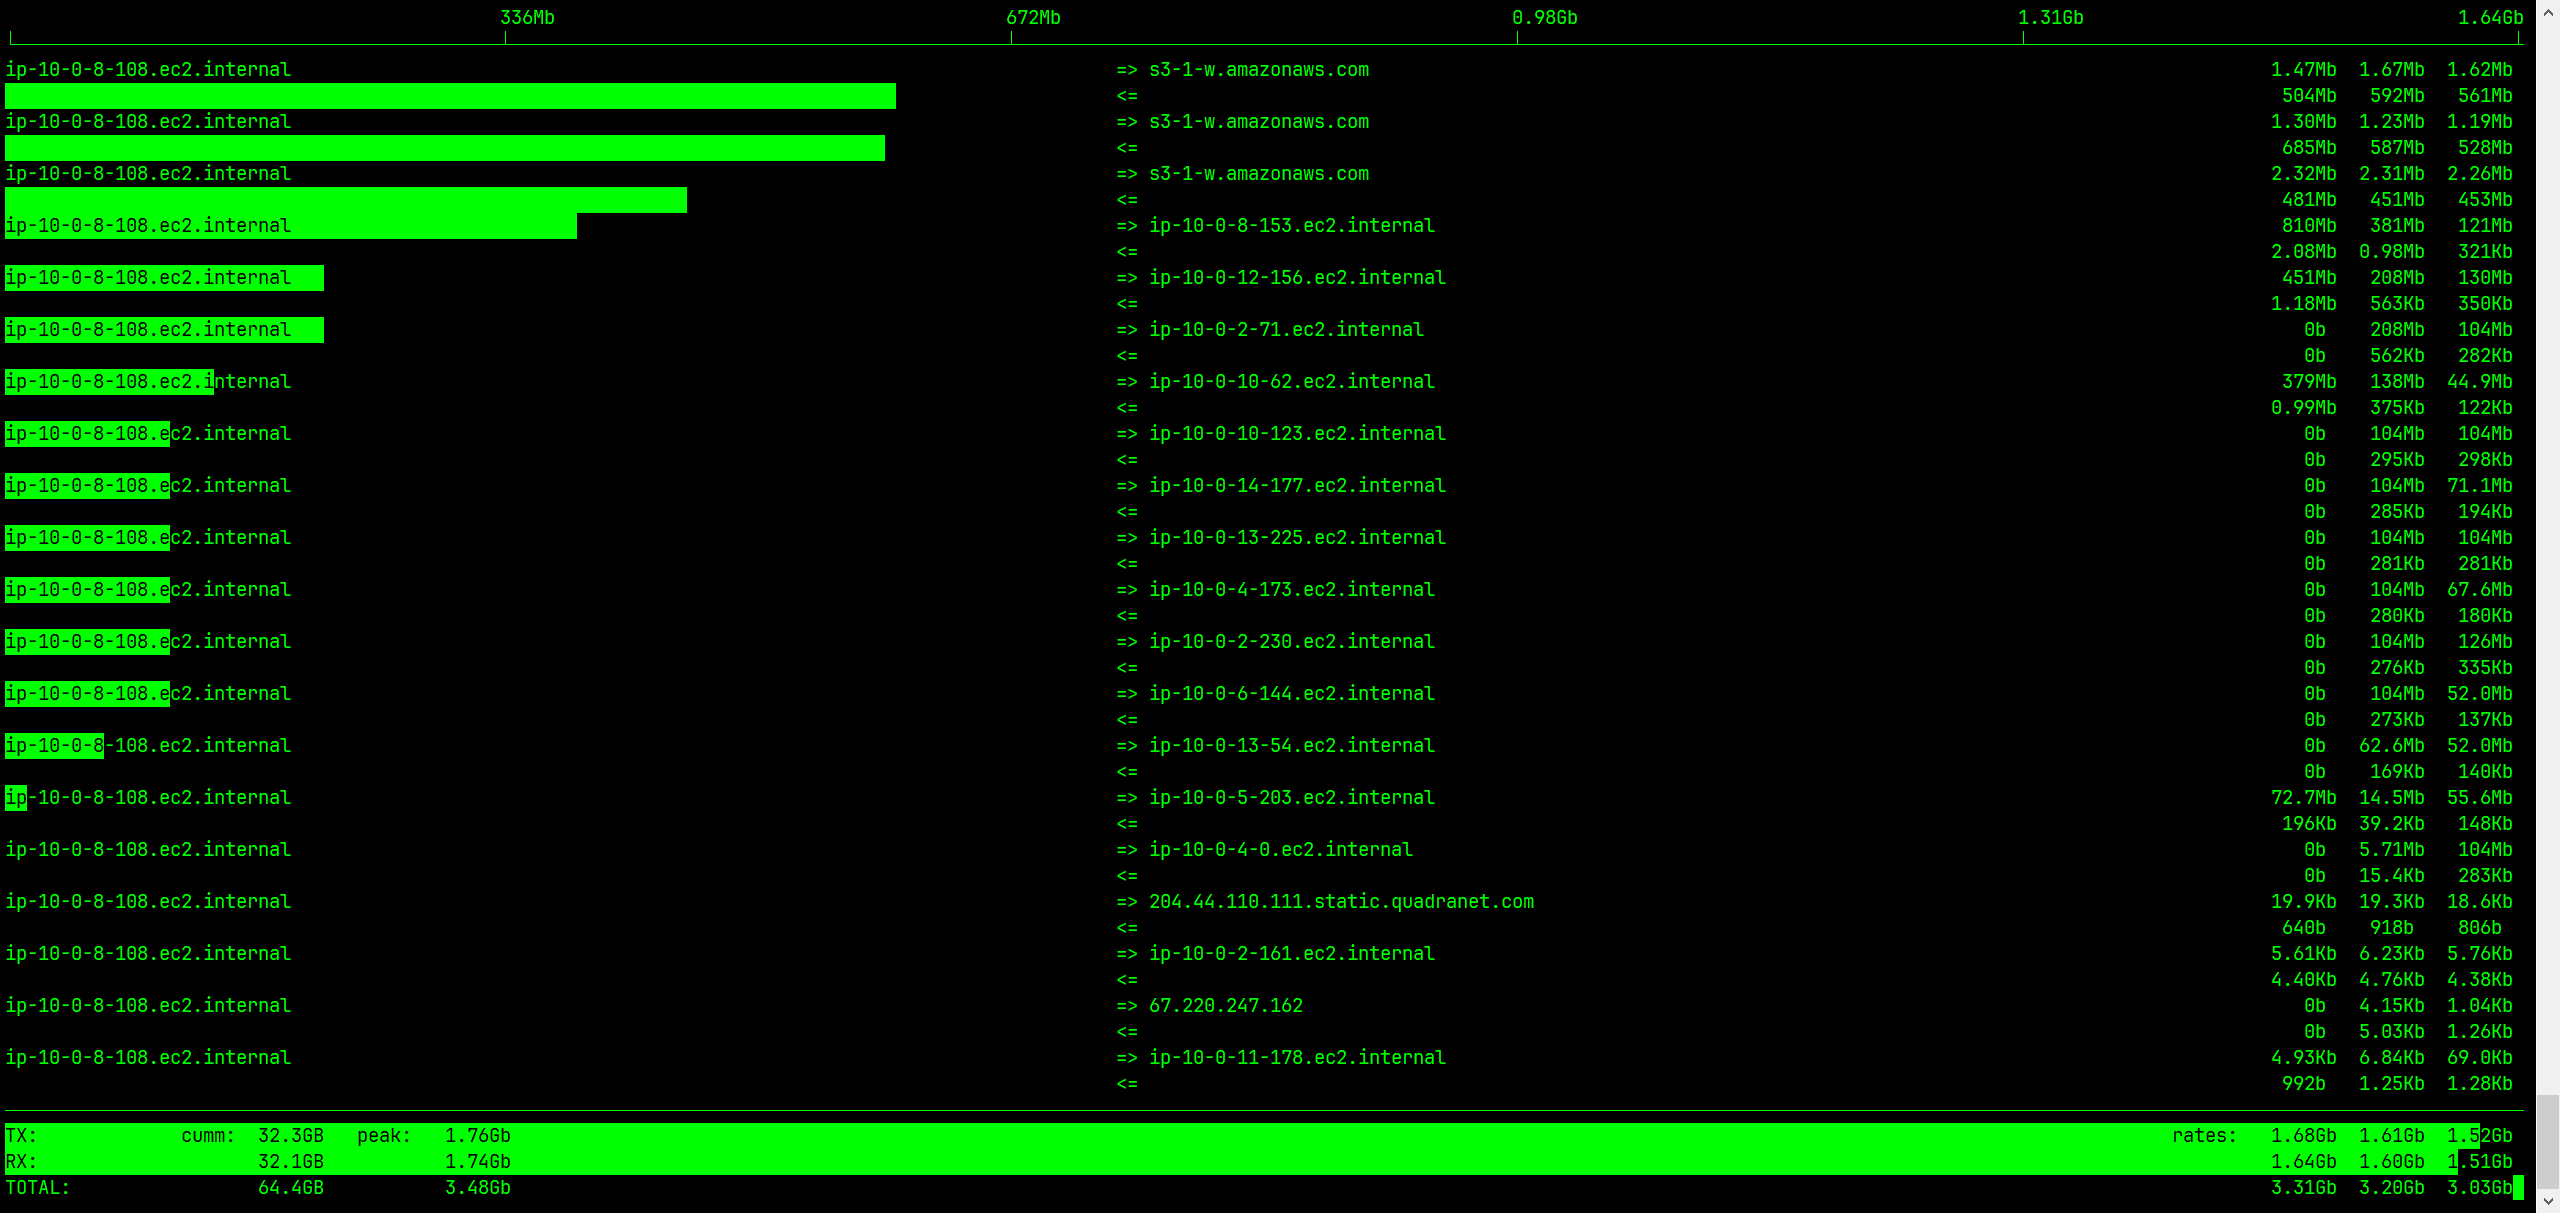 336Mb 672Mb 0.98Gb 1.31Gb 1.64Gb
ip-10-0-8-108.ec2.internal => s3-1-w.amazonaws.com 1.47Mb 1.67Mb 1.62Mb
<= 504Mb 592Mb 561Mb
ip-10-0-8-108.ec2.internal => s3-1-w.amazonaws.com 1.30Mb 1.23Mb 1.19Mb
<= 685Mb 587Mb 528Mb
ip-10-0-8-108.ec2.internal => s3-1-w.amazonaws.com 2.32Mb 2.31Mb 2.26Mb
<= 481Mb 451Mb 453Mb
ip-10-0-8-108.ec2.internal => ip-10-0-8-153.ec2.internal 810Mb 381Mb 121Mb
<= 2.08Mb 0.98Mb 321Kb
ip-10-0-8-108.ec2.internal => ip-10-0-12-156.ec2.internal 451Mb 208Mb 130Mb
<= 1.18Mb 563Kb 350Kb
ip-10-0-8-108.ec2.internal => ip-10-0-2-71.ec2.internal 0b 208Mb 104Mb
<= 0b 562Kb 282Kb
ip-10-0-8-108.ec2.internal => ip-10-0-10-62.ec2.internal 379Mb 138Mb 44.9Mb
<= 0.99Mb 375Kb 122Kb
ip-10-0-8-108.ec2.internal => ip-10-0-10-123.ec2.internal 0b 104Mb 104Mb
<= 0b 295Kb 298Kb
ip-10-0-8-108.ec2.internal => ip-10-0-14-177.ec2.internal 0b 104Mb 71.1Mb
<= 0b 285Kb 194Kb
ip-10-0-8-108.ec2.internal => ip-10-0-13-225.ec2.internal 0b 104Mb 104Mb
<= 0b 281Kb 281Kb
ip-10-0-8-108.ec2.internal => ip-10-0-4-173.ec2.internal 0b 104Mb 67.6Mb
<= 0b 280Kb 180Kb
ip-10-0-8-108.ec2.internal => ip-10-0-2-230.ec2.internal 0b 104Mb 126Mb
<= 0b 276Kb 335Kb
ip-10-0-8-108.ec2.internal => ip-10-0-6-144.ec2.internal 0b 104Mb 52.0Mb
<= 0b 273Kb 137Kb
ip-10-0-8-108.ec2.internal => ip-10-0-13-54.ec2.internal 0b 62.6Mb 52.0Mb
<= 0b 169Kb 140Kb
ip-10-0-8-108.ec2.internal => ip-10-0-5-203.ec2.internal 72.7Mb 14.5Mb 55.6Mb
<= 196Kb 39.2Kb 148Kb
ip-10-0-8-108.ec2.internal => ip-10-0-4-0.ec2.internal 0b 5.71Mb 104Mb
<= 0b 15.4Kb 283Kb
ip-10-0-8-108.ec2.internal => 204.44.110.111.static.quadranet.com 19.9Kb 19.3Kb 18.6Kb
<= 640b 918b 806b
ip-10-0-8-108.ec2.internal => ip-10-0-2-161.ec2.internal 5.61Kb 6.23Kb 5.76Kb
<= 4.40Kb 4.76Kb 4.38Kb
ip-10-0-8-108.ec2.internal => 67.220.247.162 0b 4.15Kb 1.04Kb
<= 0b 5.03Kb 1.26Kb
ip-10-0-8-108.ec2.internal => ip-10-0-11-178.ec2.internal 4.93Kb 6.84Kb 69.0Kb
<= 992b 1.25Kb 1.28Kb
TX: cumm: 32.3GB peak: 1.76Gb rates: 1.68Gb 1.61Gb 1.52Gb
RX: 32.1GB 1.74Gb 1.64Gb 1.60Gb 1.51Gb
TOTAL: 64.4GB 3.48Gb 3.31Gb 3.20Gb 3.03Gb